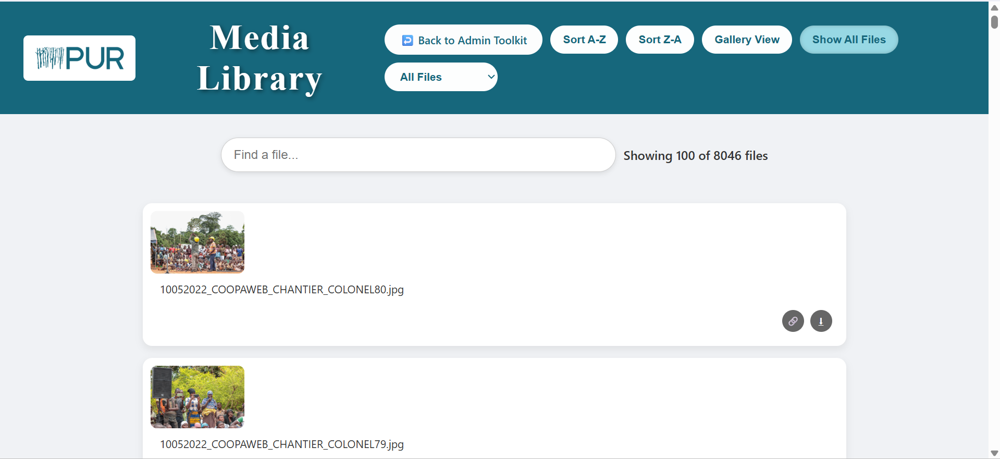 PUR
Media
Library
Back to Admin Toolkit
Sort A-Z
Sort Z-A
Gallery View
Show All Files
All Files
Find a file...
Showing 100 of 8046 files
10052022_COOPAWEB_CHANTIER_COLONEL80.jpg
10052022_COOPAWEB_CHANTIER_COLONEL79.jpg